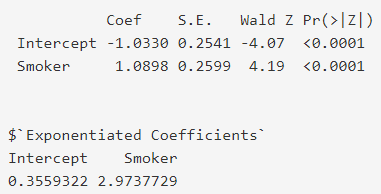 Coef S.E. Wald Z Pr(>|Z|)
Intercept -1.0330 0.2541 -4.07 <0.0001
Smoker 1.0898 0.2599 4.19 <0.0001
$`Exponentiated Coefficients`
Intercept Smoker
0.3559322 2.9737729